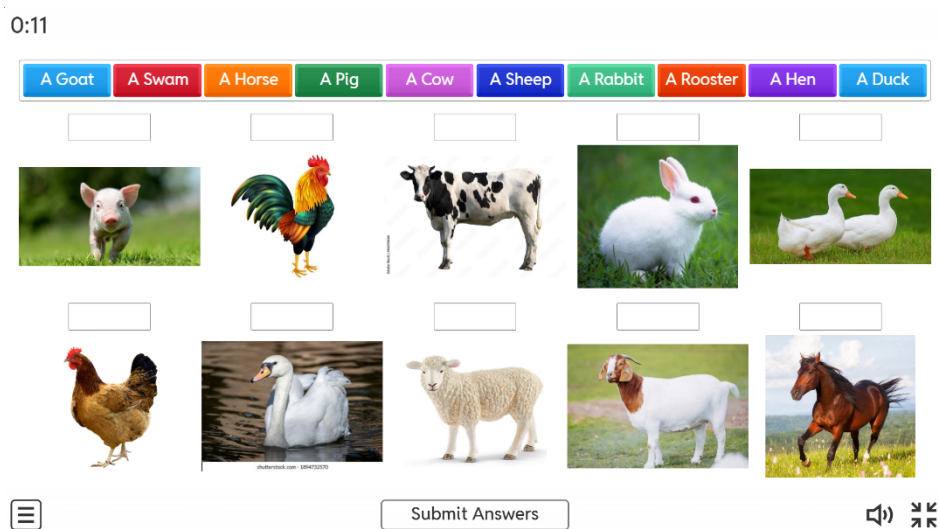 0:11
A Goat A Swam A Horse A Pig A Cow A Sheep A Rabbit A Rooster A Hen A Duck
shutterstock.com · 1894732570
Submit Answers